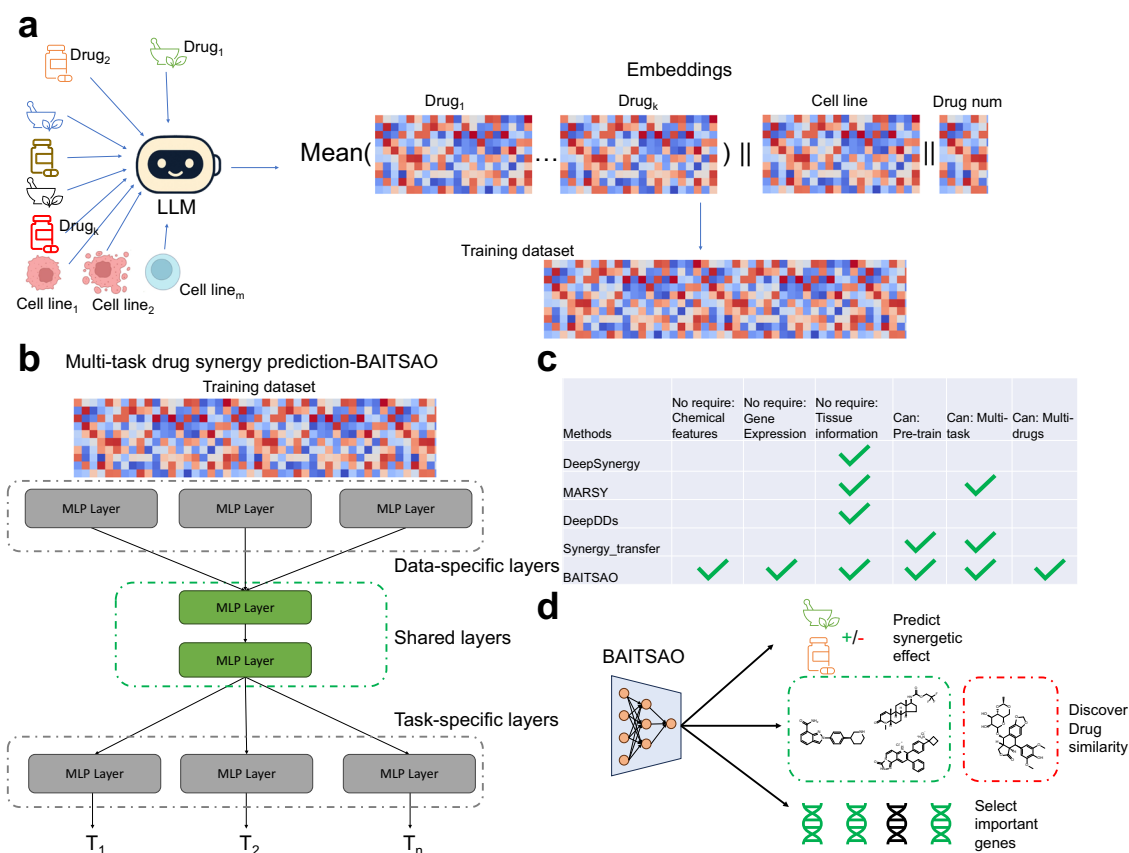 a
Drug2
Drug1
Drugk
LLM
Cell line1
Cell line2
Cell linem
Embeddings
Drug1
Drugk
Cell line
Drug num
Mean( ... ) || ||
Training dataset
b
Multi-task drug synergy prediction-BAITSAO
Training dataset
MLP Layer
MLP Layer
MLP Layer
Data-specific layers
MLP Layer
Shared layers
MLP Layer
Task-specific layers
MLP Layer
MLP Layer
MLP Layer
T1
T2
Tn
c
Methods
No require:
Chemical
features
No require:
Gene
Expression
No require:
Tissue
information
Can:
Pre-train
Can: Multi-
task
Can: Multi-
drugs
DeepSynergy
MARSY
DeepDDs
Synergy_transfer
BAITSAO
d
BAITSAO
+/-
Predict
synergetic
effect
Discover
Drug
similarity
Select
important
genes